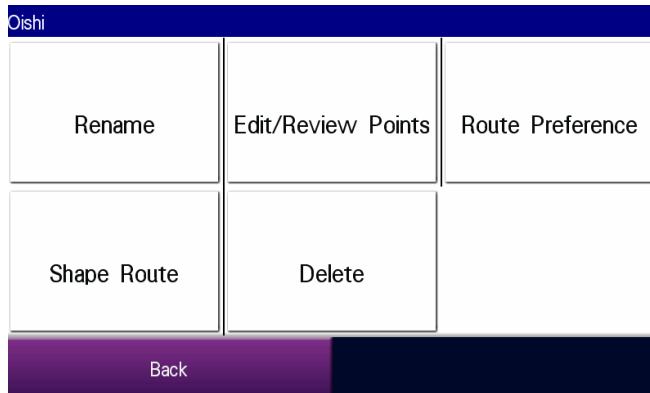 Oishi
Rename
Edit/Review Points
Route Preference
Shape Route
Delete
Back